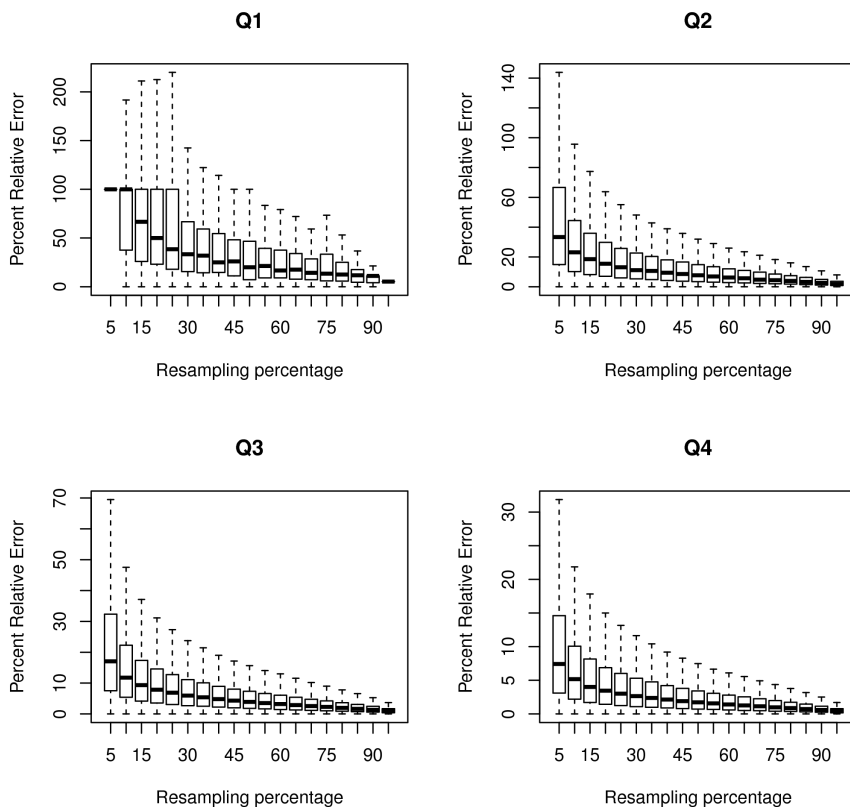 Q1
Percent Relative Error
200
150
100
50
0
5 15 30 45 60 75 90
Resampling percentage
Q2
Percent Relative Error
140
100
60
20
0
5 15 30 45 60 75 90
Resampling percentage
Q3
Percent Relative Error
70
50
30
10
0
5 15 30 45 60 75 90
Resampling percentage
Q4
Percent Relative Error
30
20
10
5
0
5 15 30 45 60 75 90
Resampling percentage